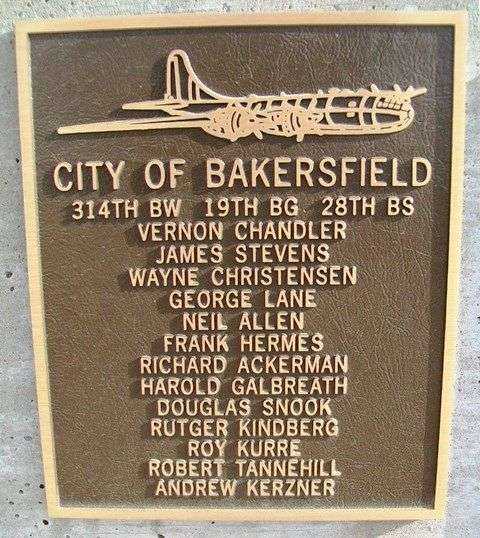 CITY OF BAKERSFIELD
314TH BW 19TH BG 28TH BS
VERNON CHANDLER
JAMES STEVENS
WAYNE CHRISTENSEN
GEORGE LANE
NEIL ALLEN
FRANK HERMES
RICHARD ACKERMAN
HAROLD GALBREATH
DOUGLAS SNOOK
RUTGER KINDBERG
ROY KURRE
ROBERT TANNEHILL
ANDREW KERZNER